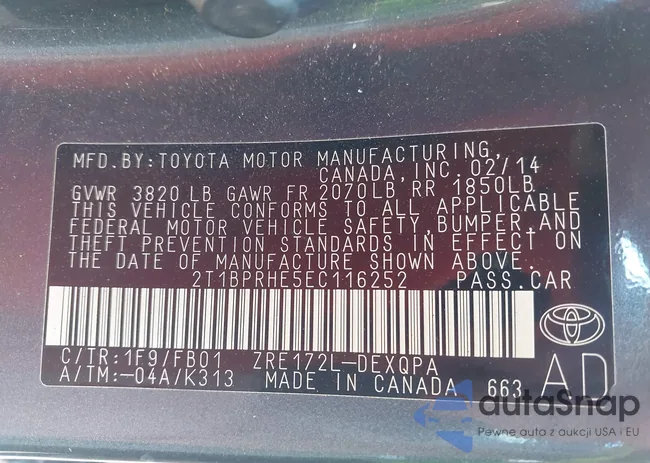 MFD.BY:TOYOTA MOTOR MANUFACTURING,
CANADA, INC. 02/14
GVWR 3820 LB GAWR FR 2070LB, RR 1850LB
THIS VEHICLE CONFORMS TO ALL APPLICABLE
FEDERAL MOTOR VEHICLE SAFETY, BUMPER, AND
THEFT PREVENTION STANDARDS IN EFFECT ON
THE DATE OF MANUFACTURE SHOWN ABOVE.
2T1BPRHE5EC116252 PASS.CAR
C/TR:1F9/FB01 ZRE172L-DEXQPA
A/TM:-04A/K313 MADE IN CANADA 663
AD
autaSnap
Pewne auta z aukcji USA i EU